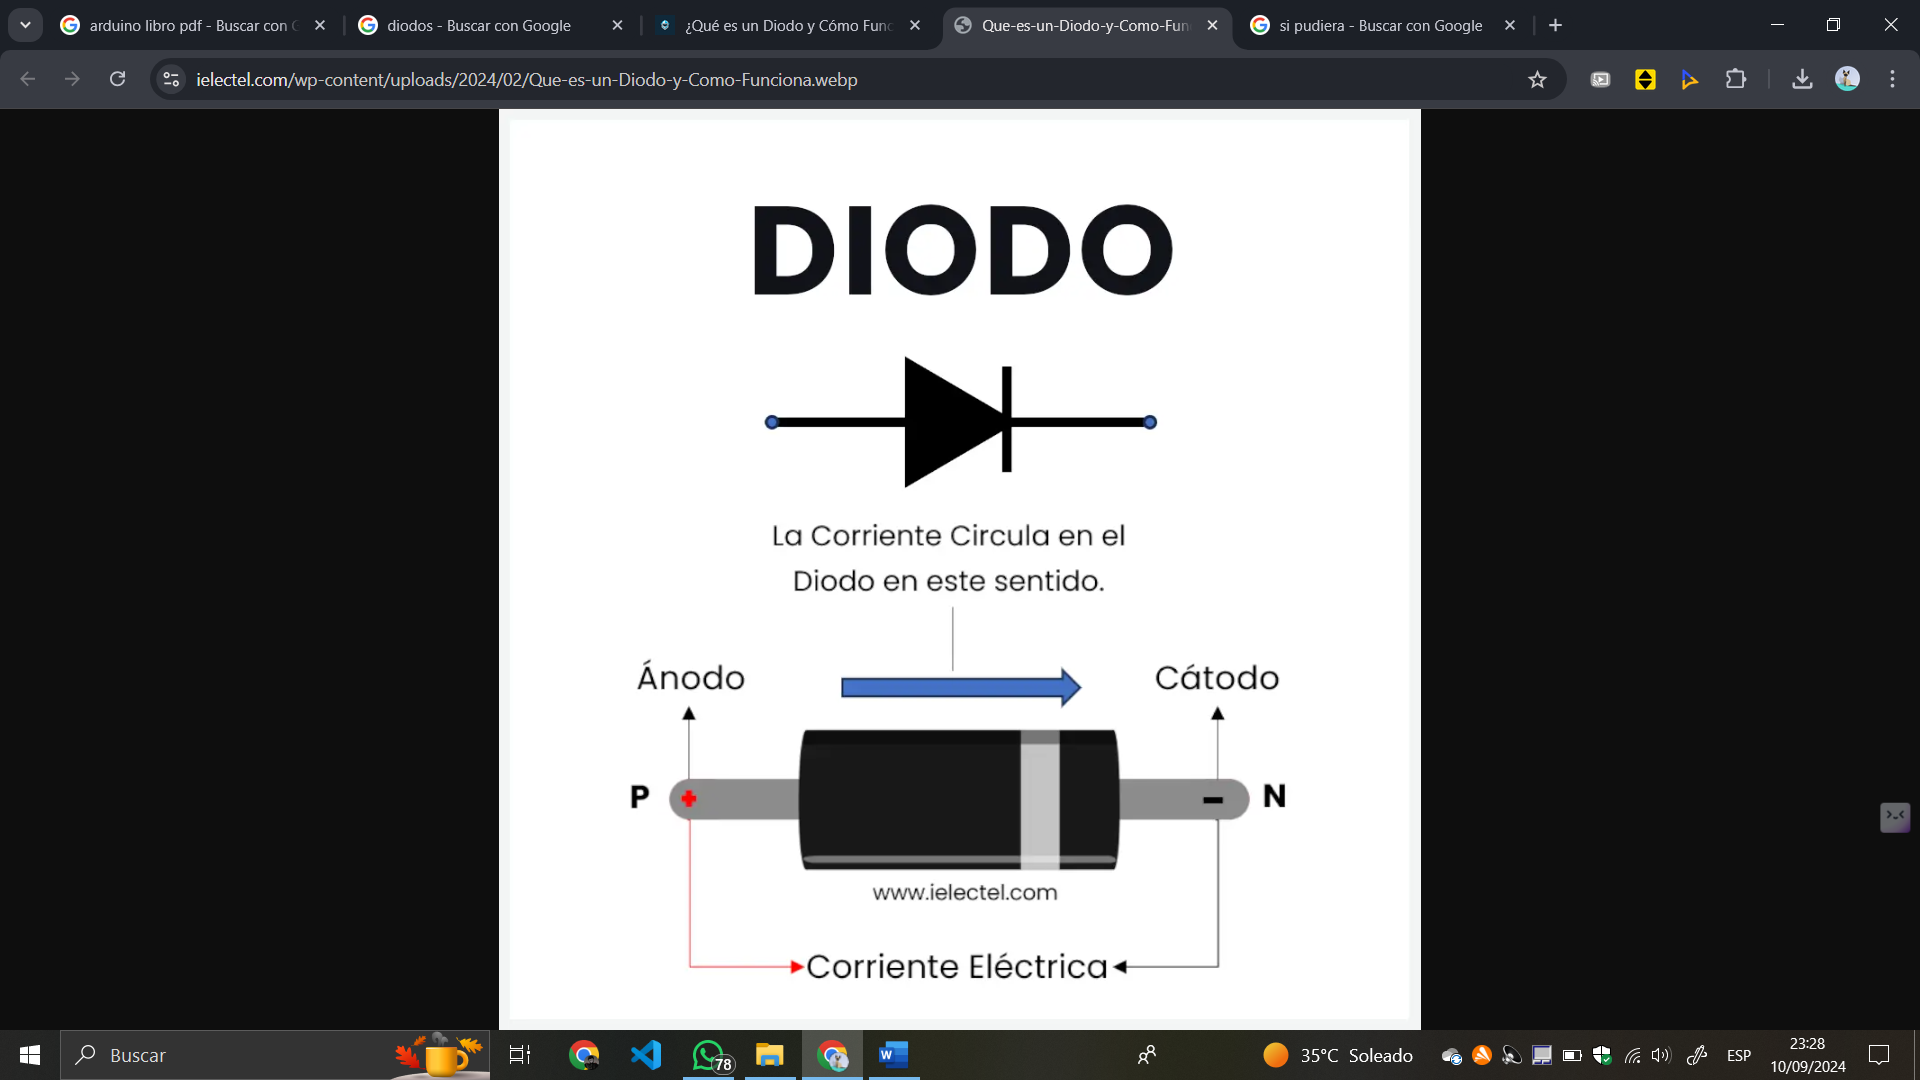 arduino libro pdf - Buscar con G
diodos - Buscar con Google
¿Qué es un Diodo y Cómo Func
Que-es-un-Diodo-y-Como-Fun
si pudiera - Buscar con Google
ielectel.com/wp-content/uploads/2024/02/Que-es-un-Diodo-y-Como-Funciona.webp
DIODO
La Corriente Circula en el
Diodo en este sentido.
Ánodo
Cátodo
P
+
-
N
www.ielectel.com
Corriente Eléctrica
Buscar
78
35°C Soleado
ESP
23:28
10/09/2024